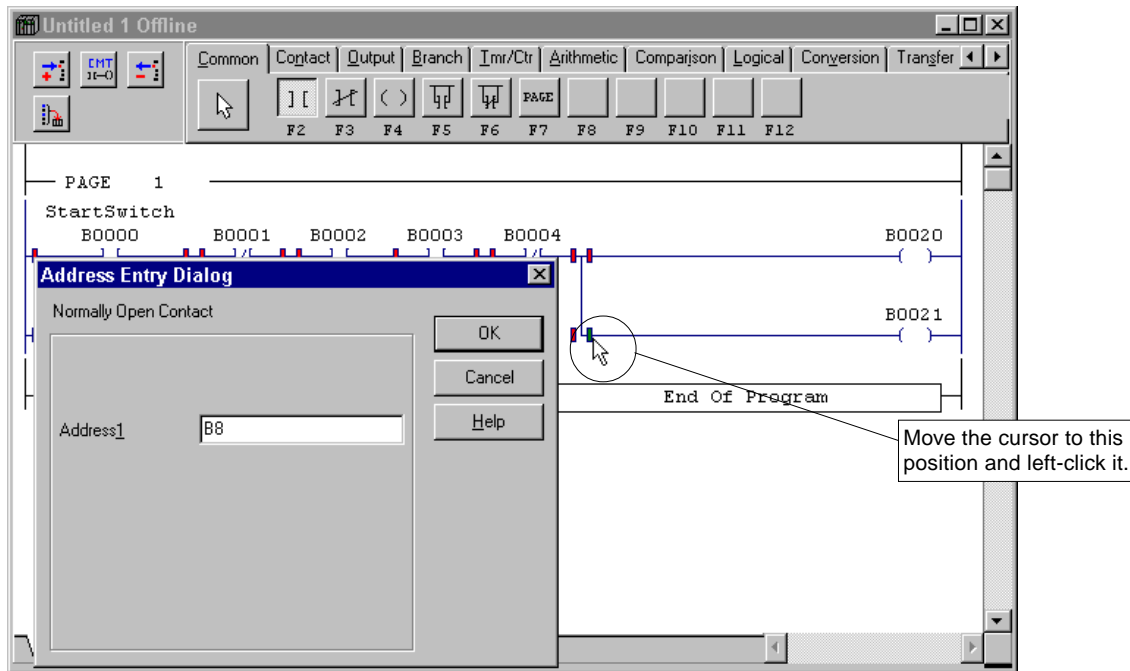 Untitled 1 Offline
Common Contact Output Branch Tmr/Ctr Arithmetic Comparison Logical Conversion Transfer
CMT
PAGE
F2 F3 F4 F5 F6 F7 F8 F9 F10 F11 F12
PAGE 1
StartSwitch
B0000 B0001 B0002 B0003 B0004 B0020
Address Entry Dialog
Normally Open Contact
OK
B0021
Cancel
End Of Program
Address1 B8
Help
Move the cursor to this
position and left-click it.